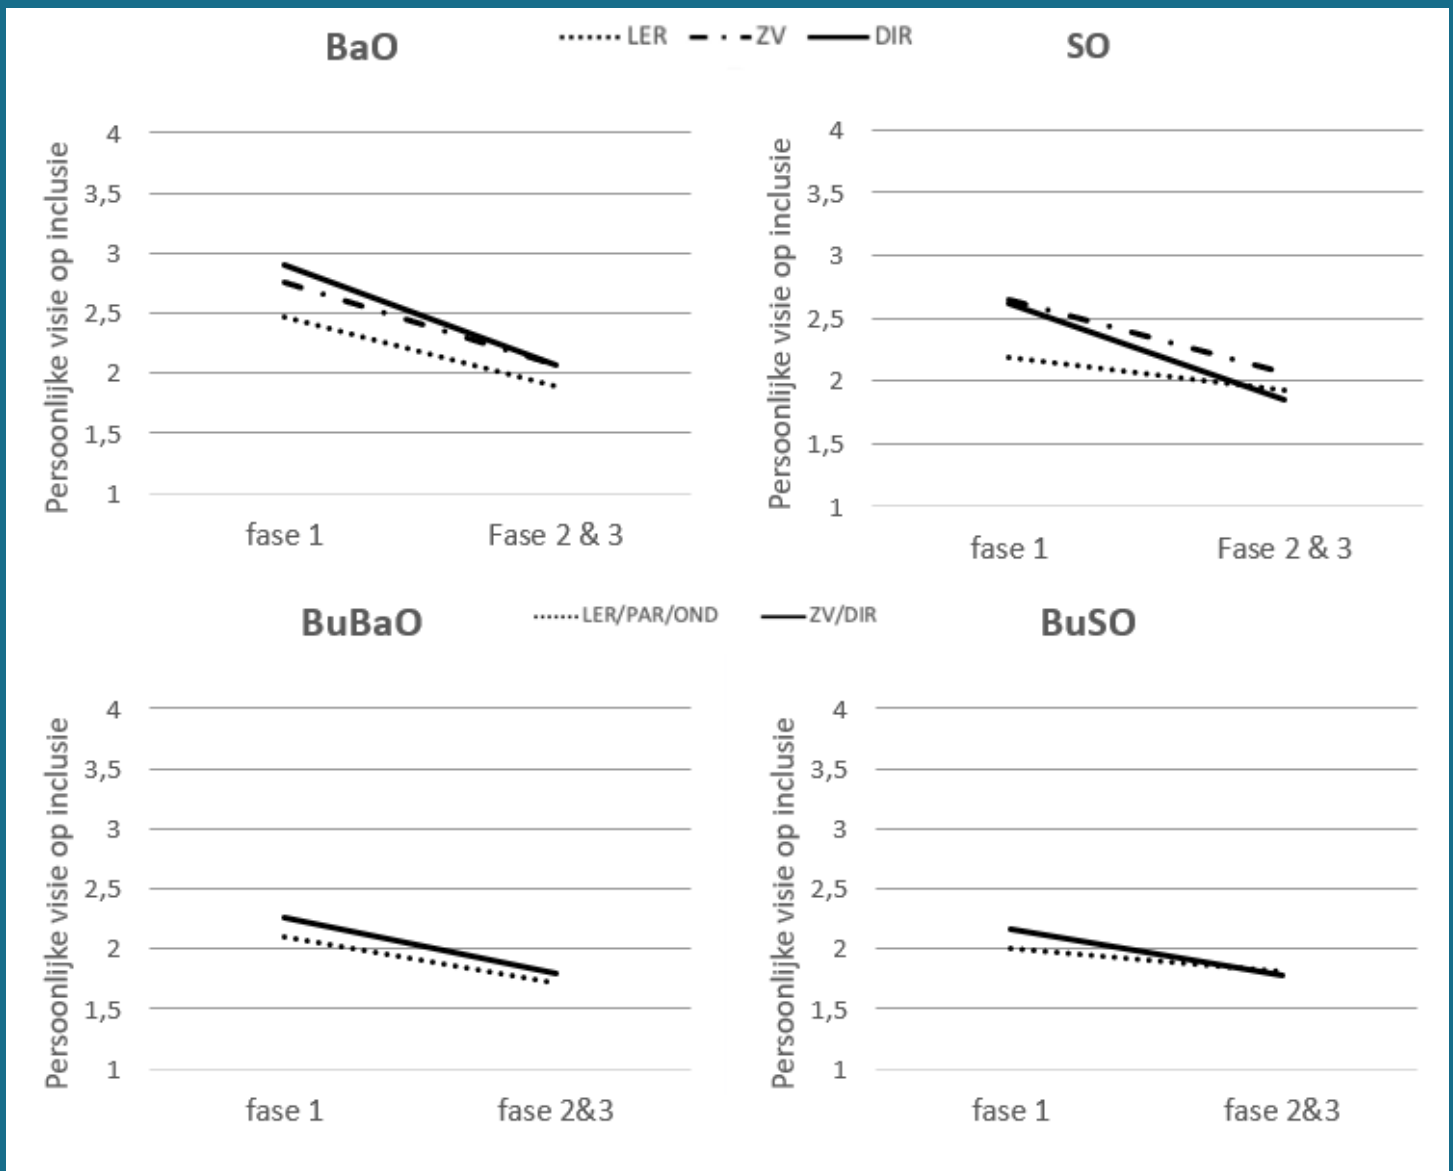 BaO
LER ZV DIR
SO
Persoonlijke visie op inclusie
4
3,5
3
2,5
2
1,5
1
fase 1 Fase 2 & 3
Persoonlijke visie op inclusie
4
3,5
3
2,5
2
1,5
1
fase 1 Fase 2 & 3
BuBaO
LER/PAR/OND ZV/DIR
BuSO
Persoonlijke visie op inclusie
4
3,5
3
2,5
2
1,5
1
fase 1 fase 2&3
Persoonlijke visie op inclusie
4
3,5
3
2,5
2
1,5
1
fase 1 fase 2&3